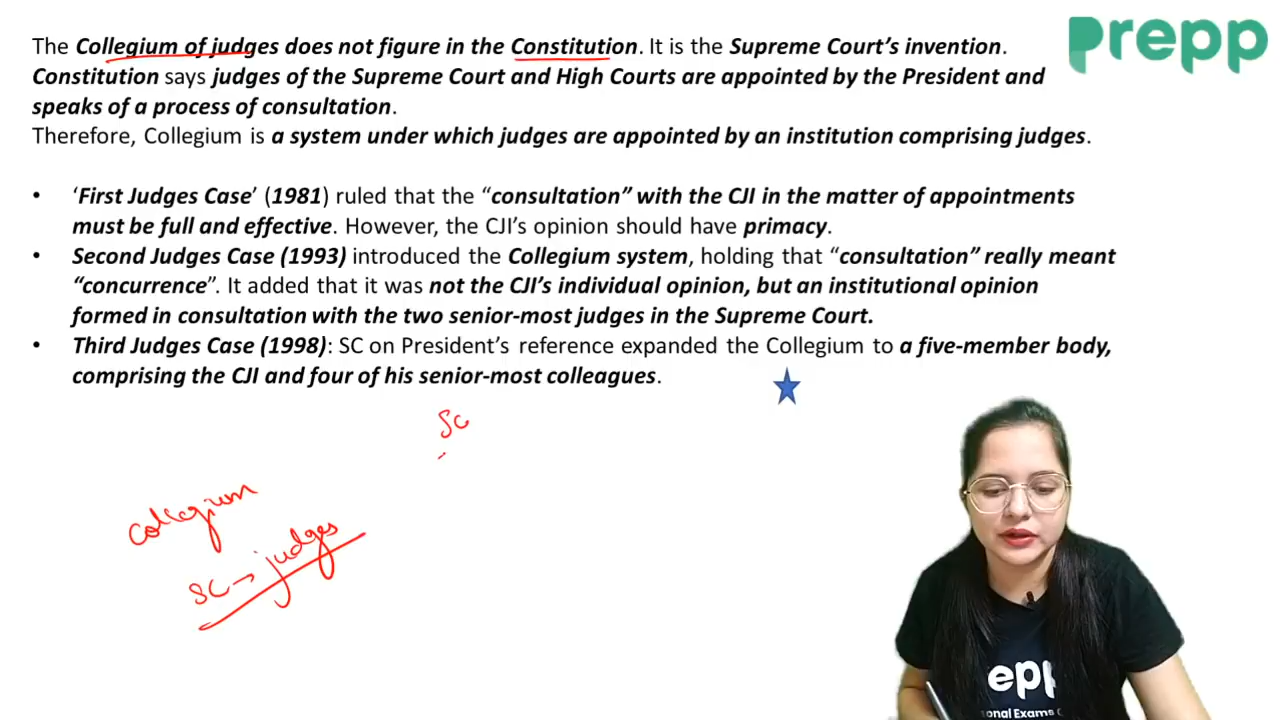 prepp
The Collegium of judges does not figure in the Constitution. It is the Supreme Court's invention.
Constitution says judges of the Supreme Court and High Courts are appointed by the President and
speaks of a process of consultation.
Therefore, Collegium is a system under which judges are appointed by an institution comprising judges.
• 'First Judges Case' (1981) ruled that the “consultation” with the CJI in the matter of appointments
must be full and effective. However, the CJI's opinion should have primacy.
• Second Judges Case (1993) introduced the Collegium system, holding that “consultation” really meant
“concurrence”. It added that it was not the CJI's individual opinion, but an institutional opinion
formed in consultation with the two senior-most judges in the Supreme Court.
• Third Judges Case (1998): SC on President's reference expanded the Collegium to a five-member body,
comprising the CJI and four of his senior-most colleagues.
SC
Collegium
SC → judges
epp
onal Exams